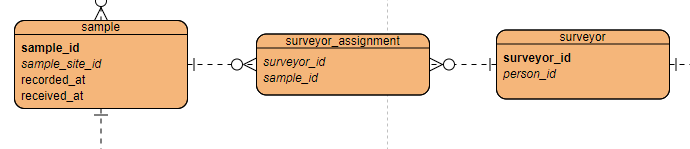 sample
sample_id
sample_site_id
recorded_at
received_at
surveyor_assignment
surveyor_id
sample_id
surveyor
surveyor_id
person_id